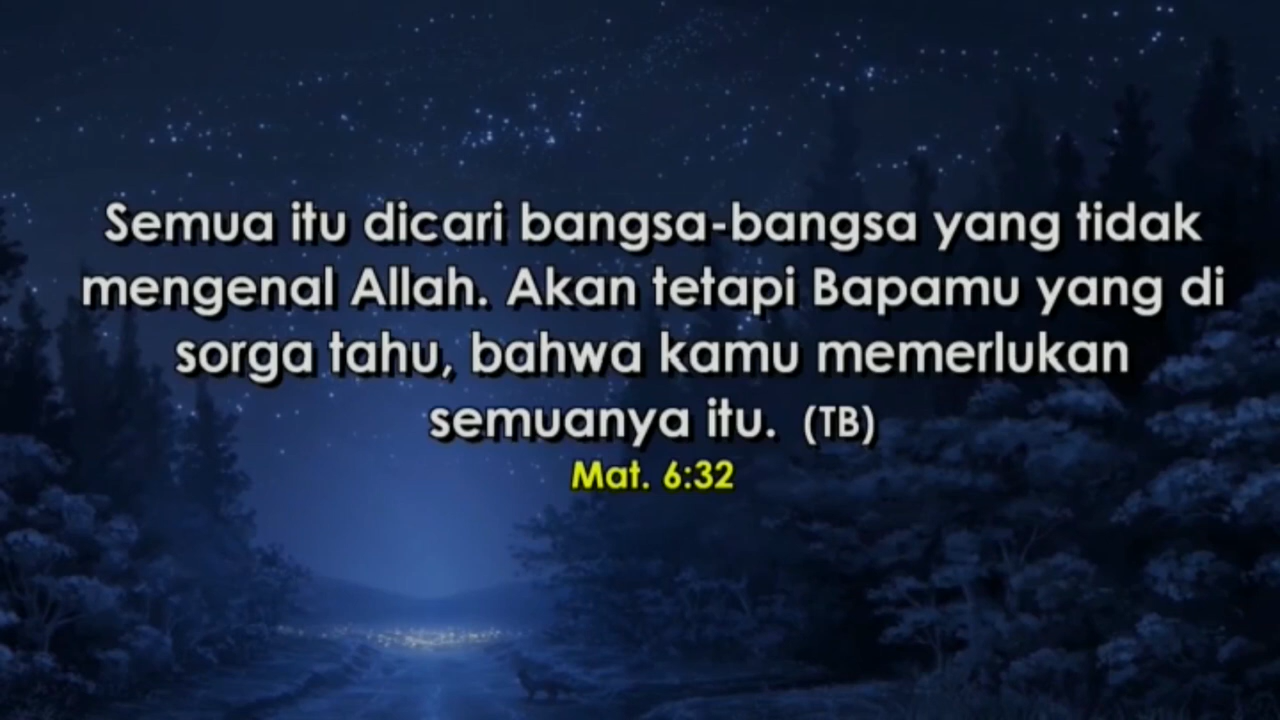 Semua itu dicari bangsa-bangsa yang tidak
mengenal Allah. Akan tetapi Bapamu yang di
sorga tahu, bahwa kamu memerlukan
semuanya itu. (TB)
Mat. 6:32